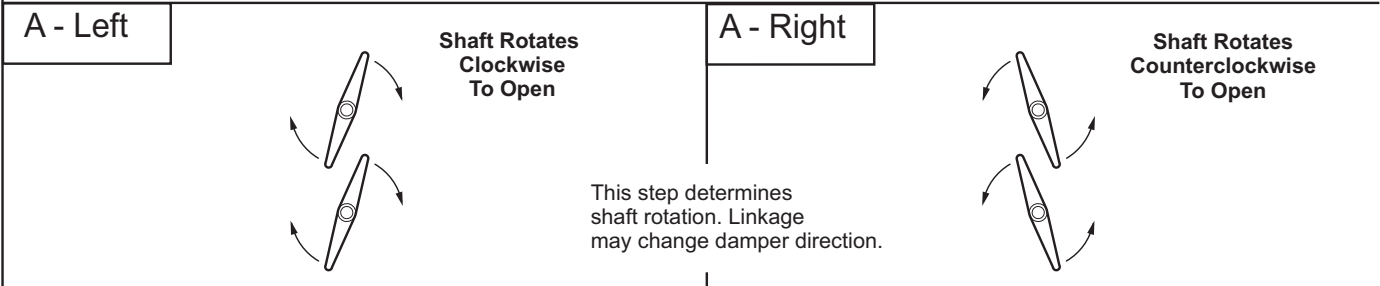 A - Left
Shaft Rotates
Clockwise
To Open
A - Right
Shaft Rotates
Counterclockwise
To Open
This step determines
shaft rotation. Linkage
may change damper direction.